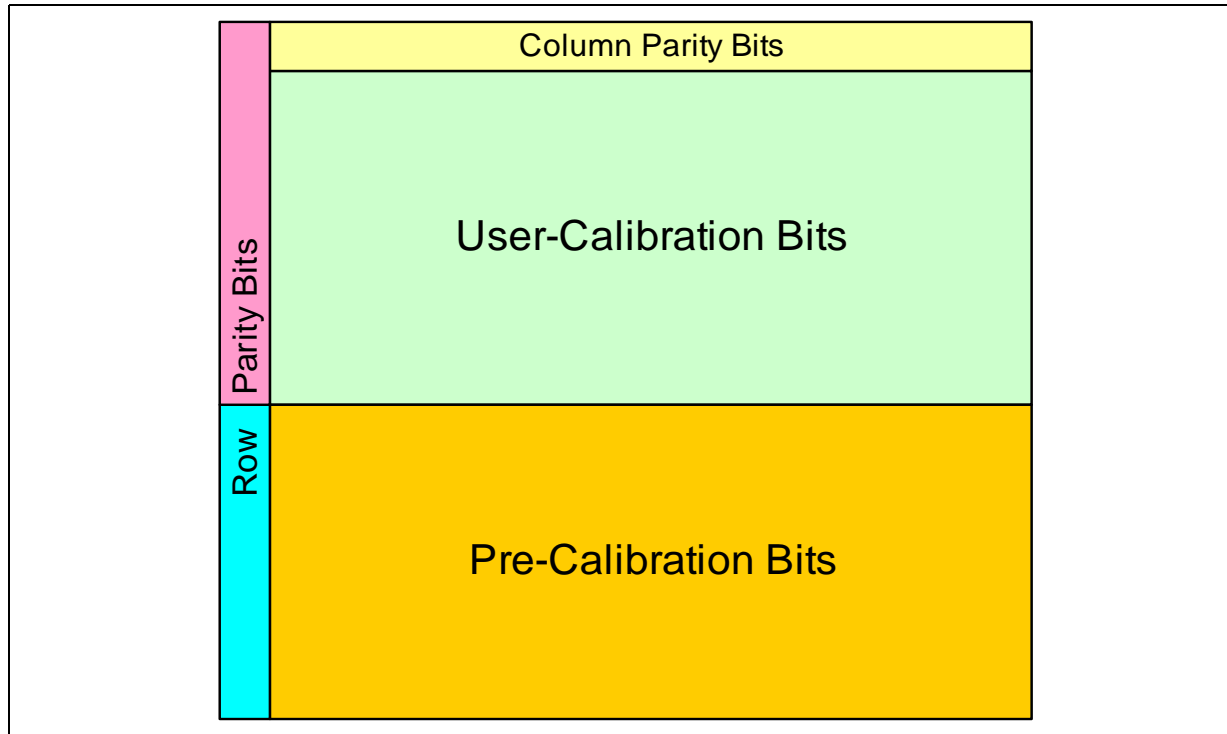 Column Parity Bits
User-Calibration Bits
Row Parity Bits
Pre-Calibration Bits